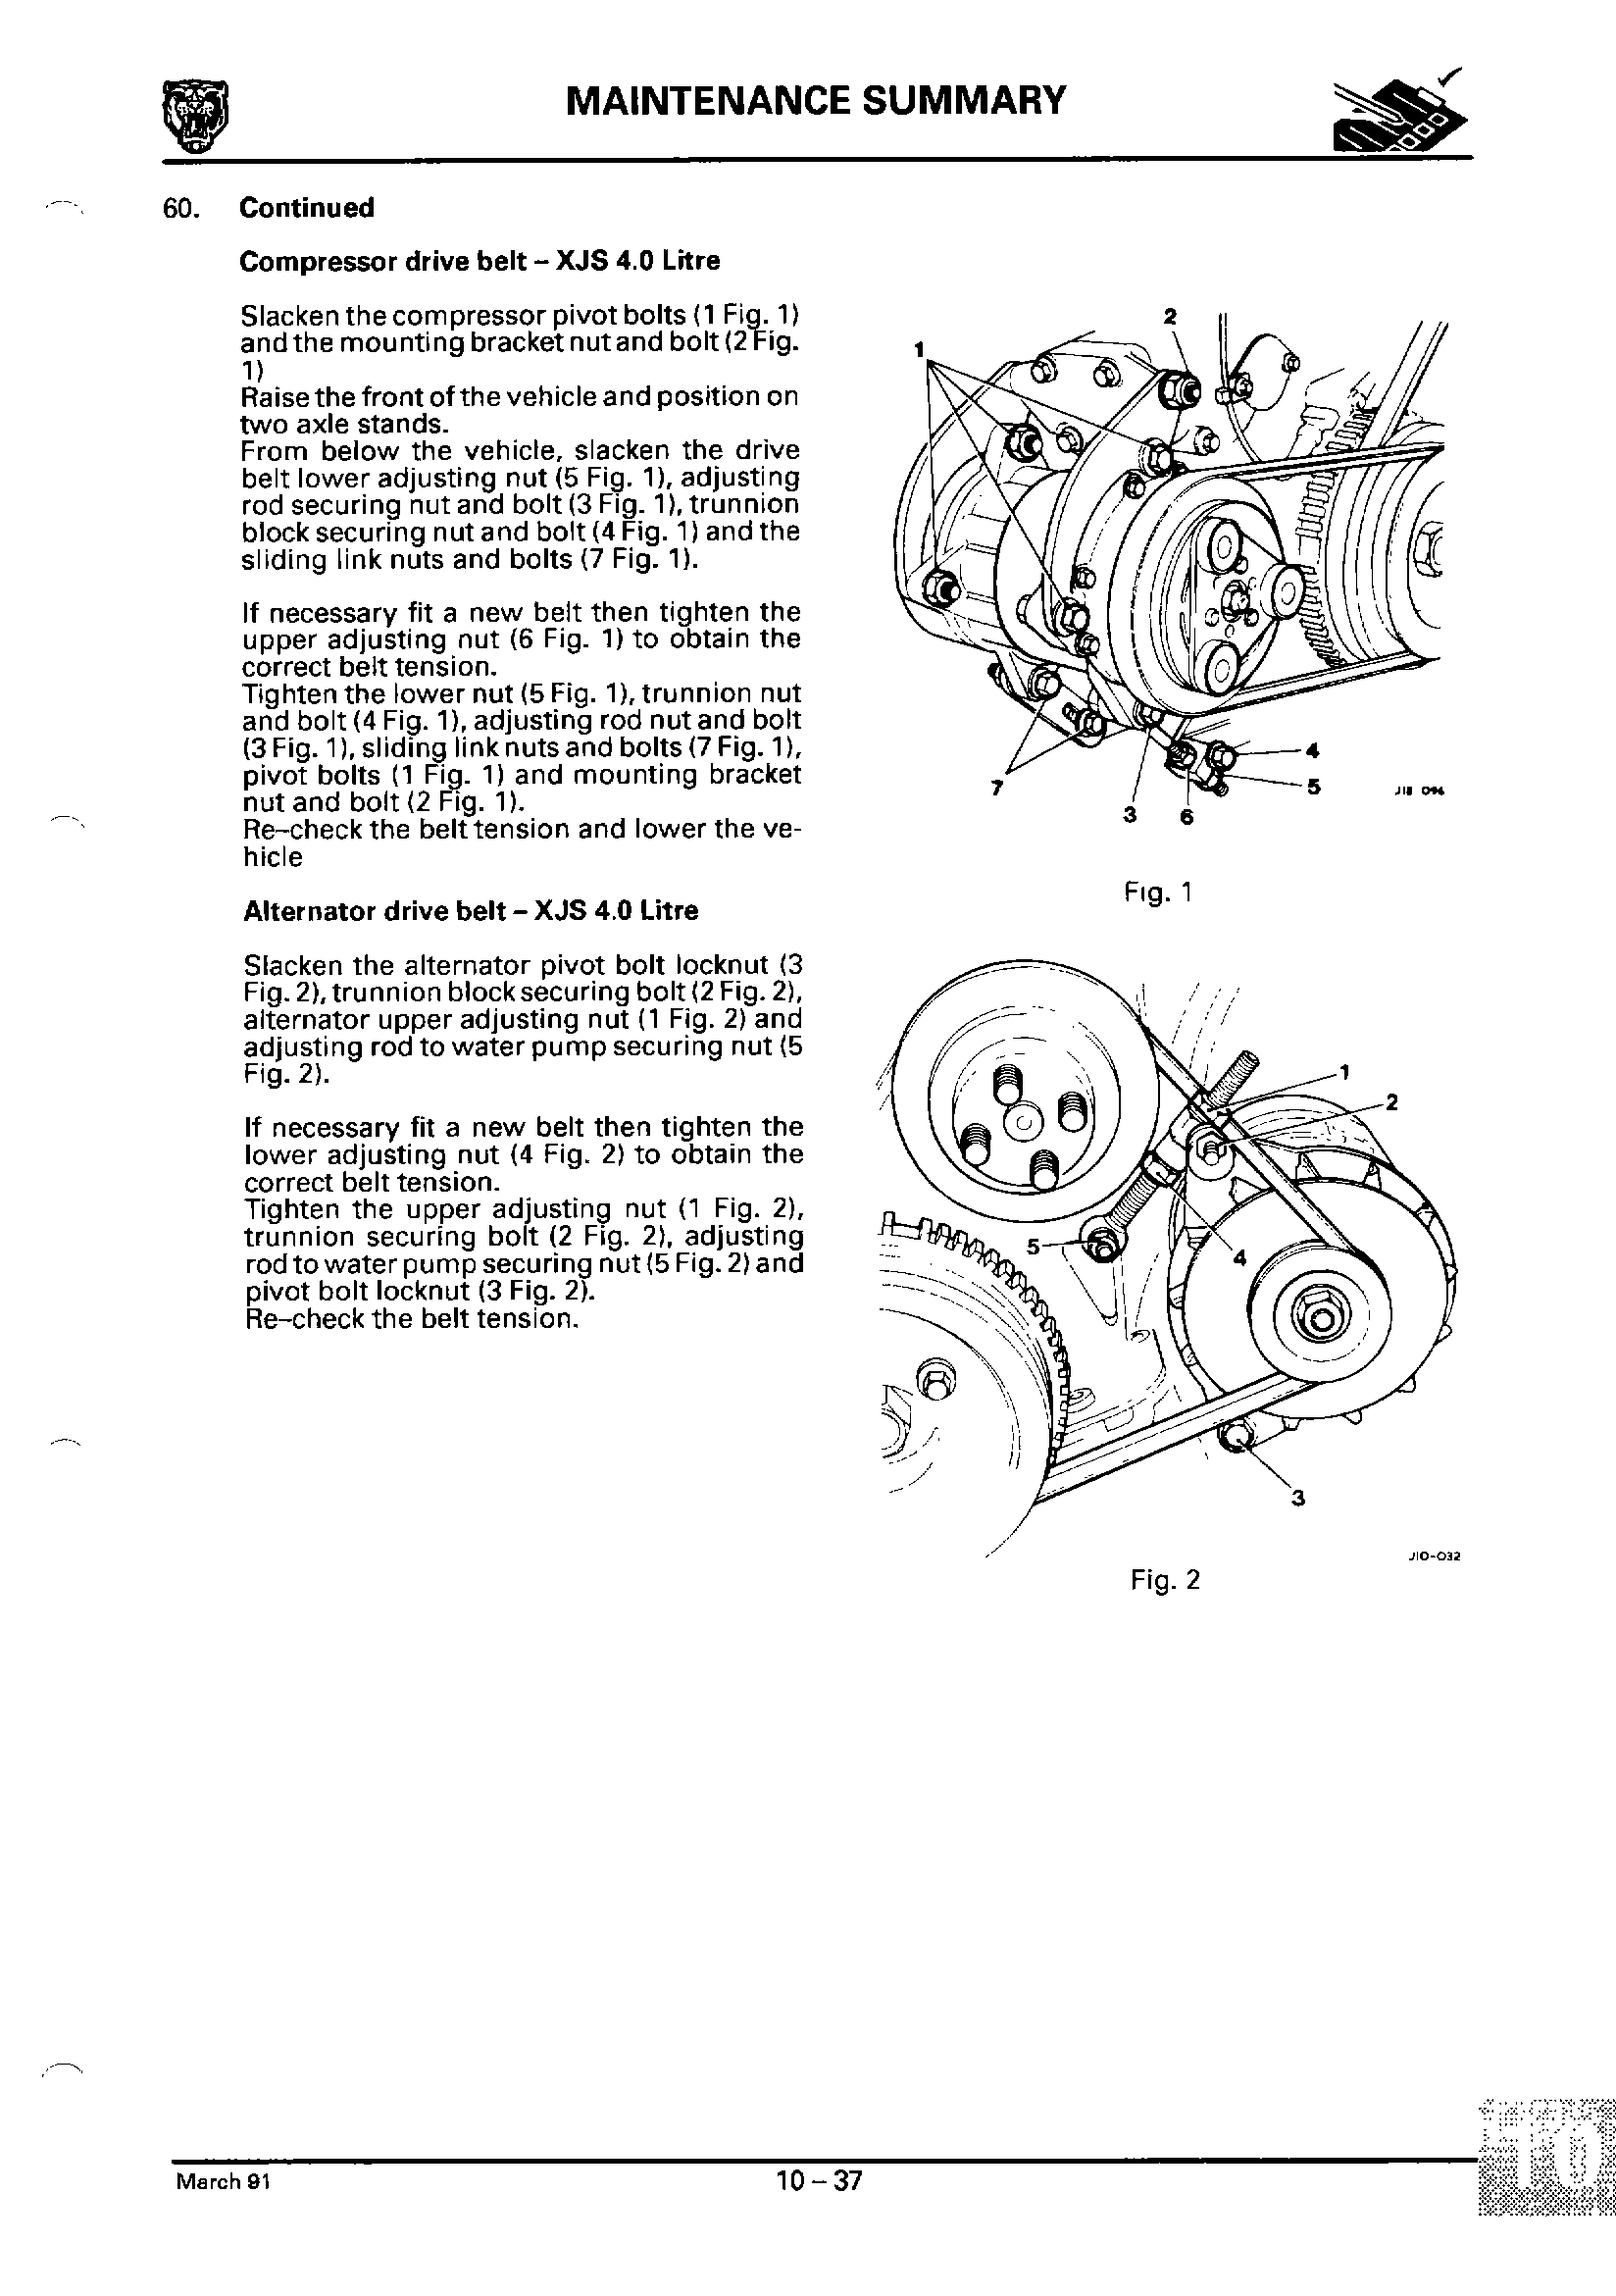 MAINTENANCE SUMMARY
60. Continued
Compressor drive belt – XJS 4.0 Litre
Slacken the compressor pivot bolts (1 Fig. 1)
and the mounting bracket nut and bolt (2 Fig.
1)
Raise the front of the vehicle and position on
two axle stands.
From below the vehicle, slacken the drive
belt lower adjusting nut (5 Fig. 1), adjusting
rod securing nut and bolt (3 Fig. 1), trunnion
block securing nut and bolt (4 Fig. 1) and the
sliding link nuts and bolts (7 Fig. 1).
If necessary fit a new belt then tighten the
upper adjusting nut (6 Fig. 1) to obtain the
correct belt tension.
Tighten the lower nut (5 Fig. 1), trunnion nut
and bolt (4 Fig. 1), adjusting rod nut and bolt
(3 Fig. 1), sliding link nuts and bolts (7 Fig. 1),
pivot bolts (1 Fig. 1) and mounting bracket
nut and bolt (2 Fig. 1).
Re-check the belt tension and lower the ve-
hicle
Alternator drive belt – XJS 4.0 Litre
Slacken the alternator pivot bolt locknut (3
Fig. 2), trunnion block securing bolt (2 Fig. 2),
alternator upper adjusting nut (1 Fig. 2) and
adjusting rod to water pump securing nut (5
Fig. 2).
If necessary fit a new belt then tighten the
lower adjusting nut (4 Fig. 2) to obtain the
correct belt tension.
Tighten the upper adjusting nut (1 Fig. 2),
trunnion securing bolt (2 Fig. 2), adjusting
rod to water pump securing nut (5 Fig. 2) and
pivot bolt locknut (3 Fig. 2).
Re-check the belt tension.
2
1
4
7
5
3
6
Fig. 1
1
2
5
4
3
J10-032
Fig. 2
10
March 91
10 – 37